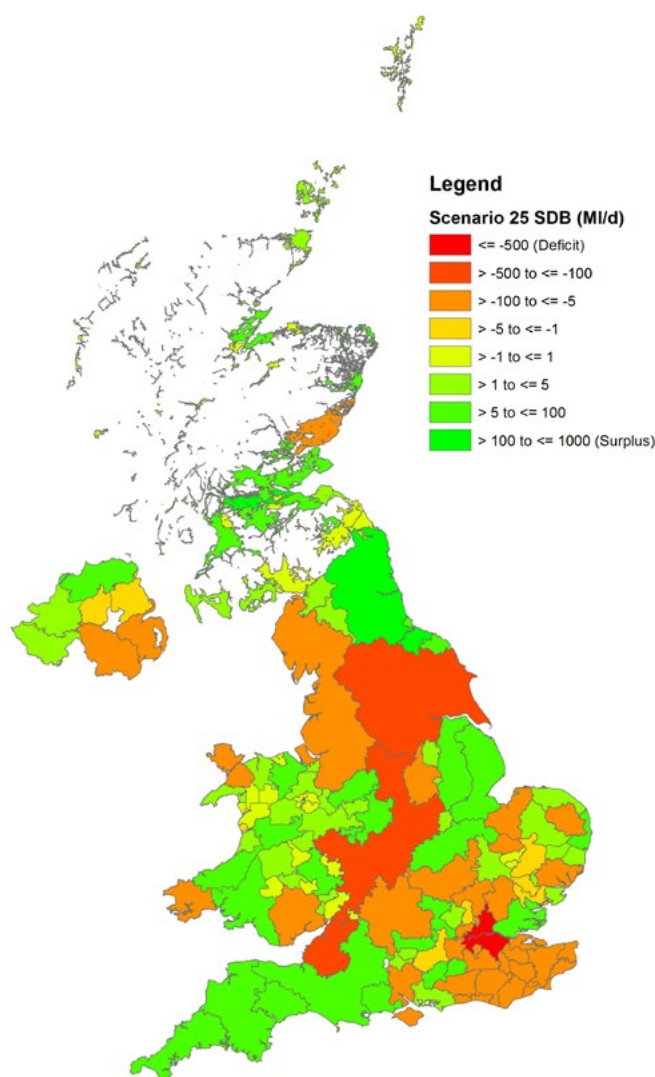 Legend
Scenario 25 SDB (Ml/d)
<= -500 (Deficit)
> -500 to <= -100
> -100 to <= -5
> -5 to <= -1
> -1 to <= 1
> 1 to <= 5
> 5 to <= 100
> 100 to <= 1000 (Surplus)